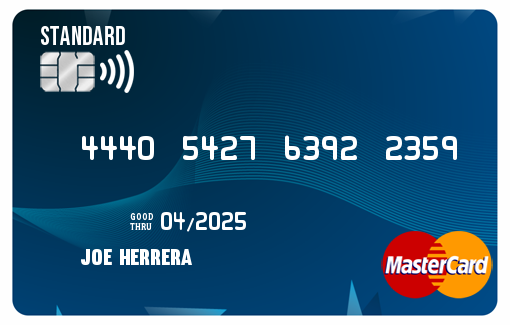 STANDARD
4440 5427 6392 2359
GOOD
THRU 04/2025
JOE HERRERA
MasterCard